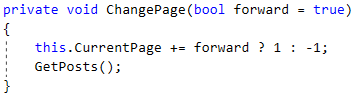 private void ChangePage(bool forward = true)
{
    this.CurrentPage += forward ? 1 : -1;
    GetPosts();
}